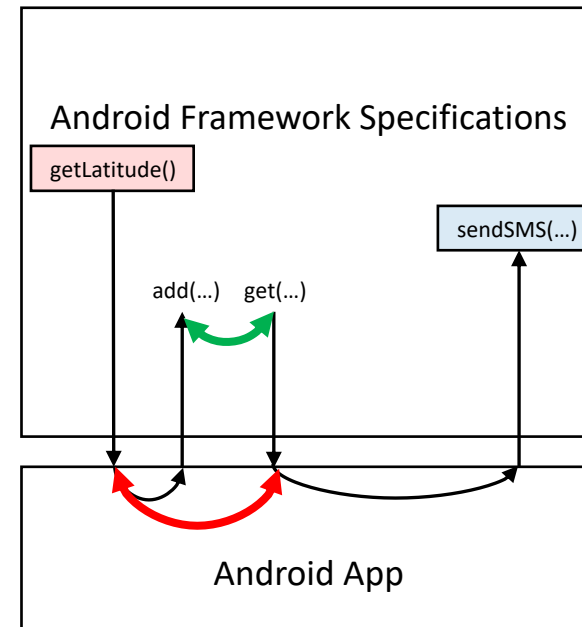 Android Framework Specifications
getLatitude()
sendSMS(…)
add(…) get(…)
Android App